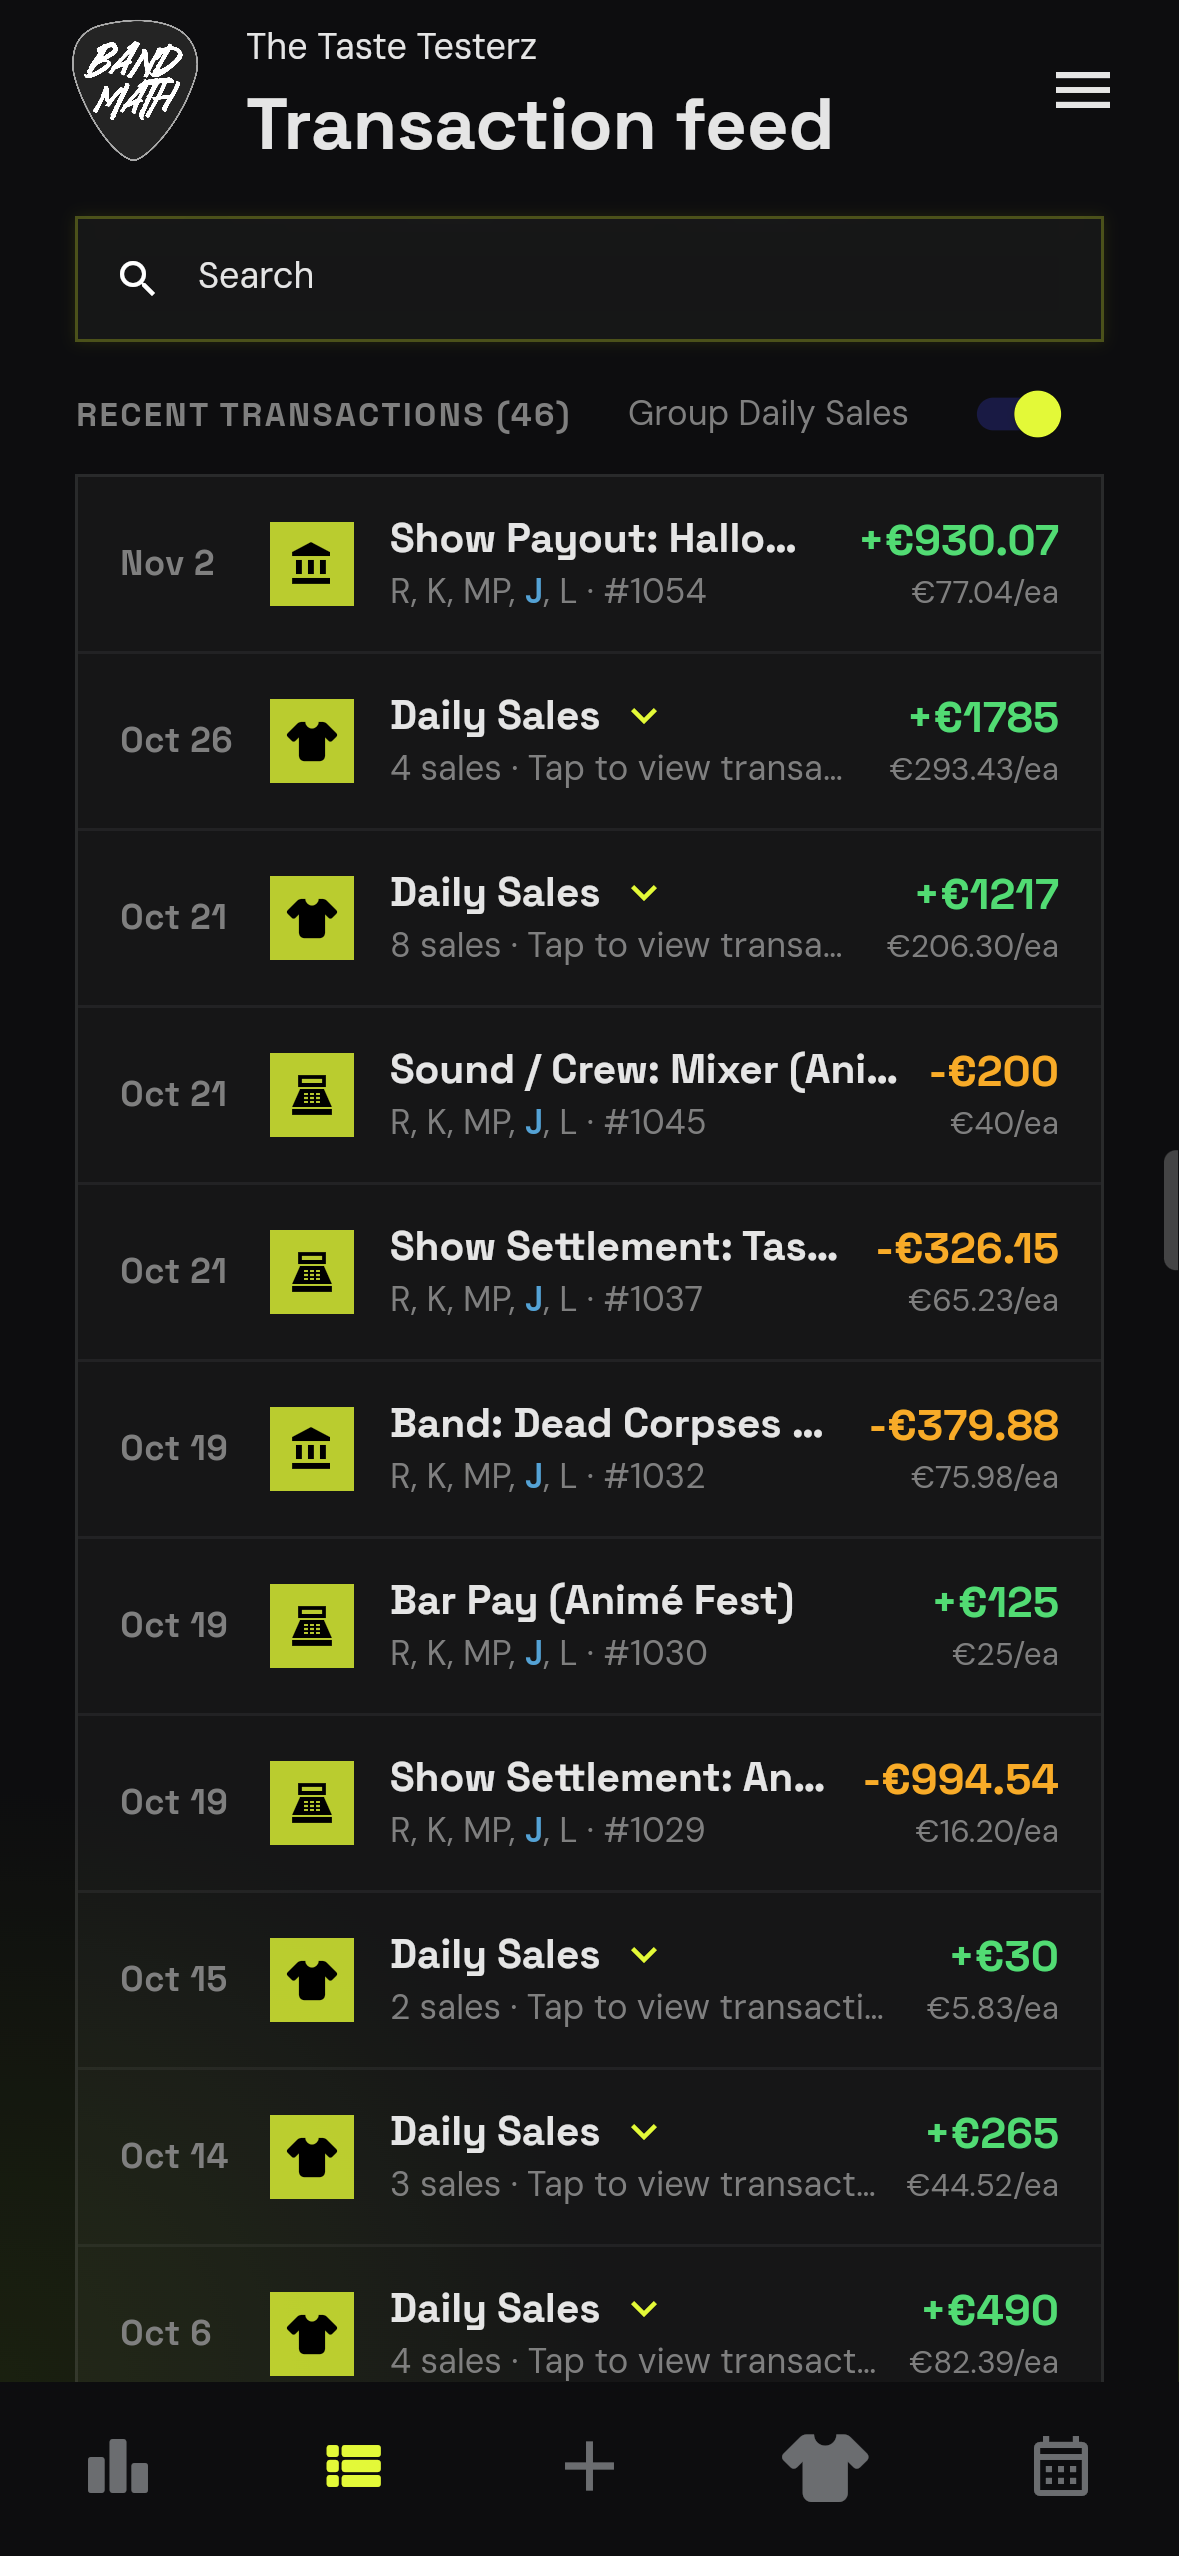 BAND
MATH
The Taste Testerz
Transaction feed
Search
RECENT TRANSACTIONS (46)
Group Daily Sales
Nov 2
Show Payout: Hallo...
+€930.07
R, K, MP, J, L · #1054
€77.04/ea
Oct 26
Daily Sales
+€1785
4 sales · Tap to view transa...
€293.43/ea
Oct 21
Daily Sales
+€1217
8 sales · Tap to view transa...
€206.30/ea
Oct 21
Sound / Crew: Mixer (Ani...
-€200
R, K, MP, J, L · #1045
€40/ea
Oct 21
Show Settlement: Tas...
-€326.15
R, K, MP, J, L · #1037
€65.23/ea
Oct 19
Band: Dead Corpses ...
-€379.88
R, K, MP, J, L · #1032
€75.98/ea
Oct 19
Bar Pay (Animé Fest)
+€125
R, K, MP, J, L · #1030
€25/ea
Oct 19
Show Settlement: An...
-€994.54
R, K, MP, J, L · #1029
€16.20/ea
Oct 15
Daily Sales
+€30
2 sales · Tap to view transacti...
€5.83/ea
Oct 14
Daily Sales
+€265
3 sales · Tap to view transact...
€44.52/ea
Oct 6
Daily Sales
+€490
4 sales · Tap to view transact...
€82.39/ea